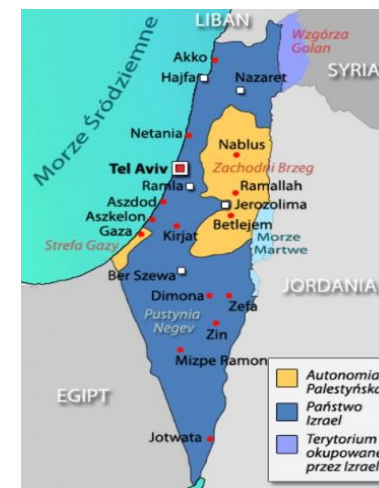 LIBAN
Wzgórza
Golan
Akko
SYRIA
Hajfa
Nazaret
Morze Śródziemne
Netania
Nablus
Tel Aviv
Zachodni Brzeg
Ramla
Ramallah
Aszdod
Jerozolima
Aszkelon
Betlejem
Gaza
Kirjat
Strefa Gazy
Morze
Martwe
Ber Szewa
JORDANIA
Dimona
Zefa
Pustynia
Negev
Zin
Mizpe Ramon
EGIPT
Autonomia
Palestyńska
Państwo
Izrael
Jotwata
Terytorium
okupowane
przez Izrael